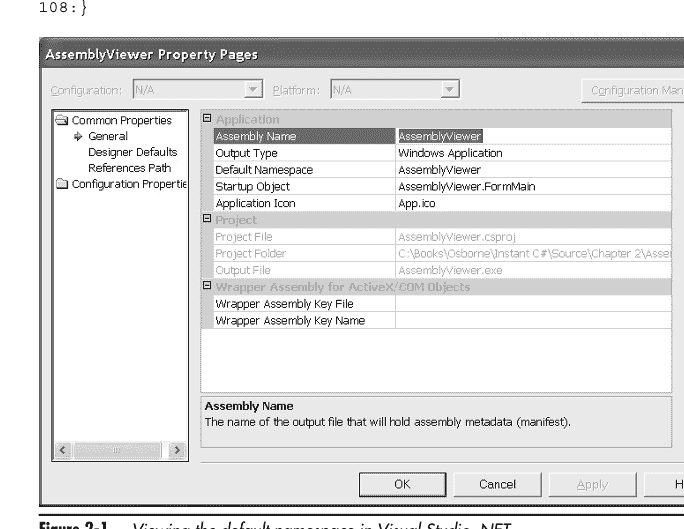 108:}
AssemblyViewer Property Pages
Configuration: N/A Platform: N/A Configuration Man
Common Properties
General
Designer Defaults
References Path
Configuration Propertie
Application
Assembly Name AssemblyViewer
Output Type Windows Application
Default Namespace AssemblyViewer
Startup Object AssemblyViewer.FormMain
Application Icon App.ico
Project
Project File AssemblyViewer.csproj
Project Folder C:\Books\Osborne\Instant C#\Source\Chapter 2\Asse
Output File AssemblyViewer.exe
Wrapper Assembly for ActiveX/COM Objects
Wrapper Assembly Key File
Wrapper Assembly Key Name
Assembly Name
The name of the output file that will hold assembly metadata (manifest).
OK Cancel Apply H
Figure 2-1 Viewing the default namespace in Visual Studio .NET